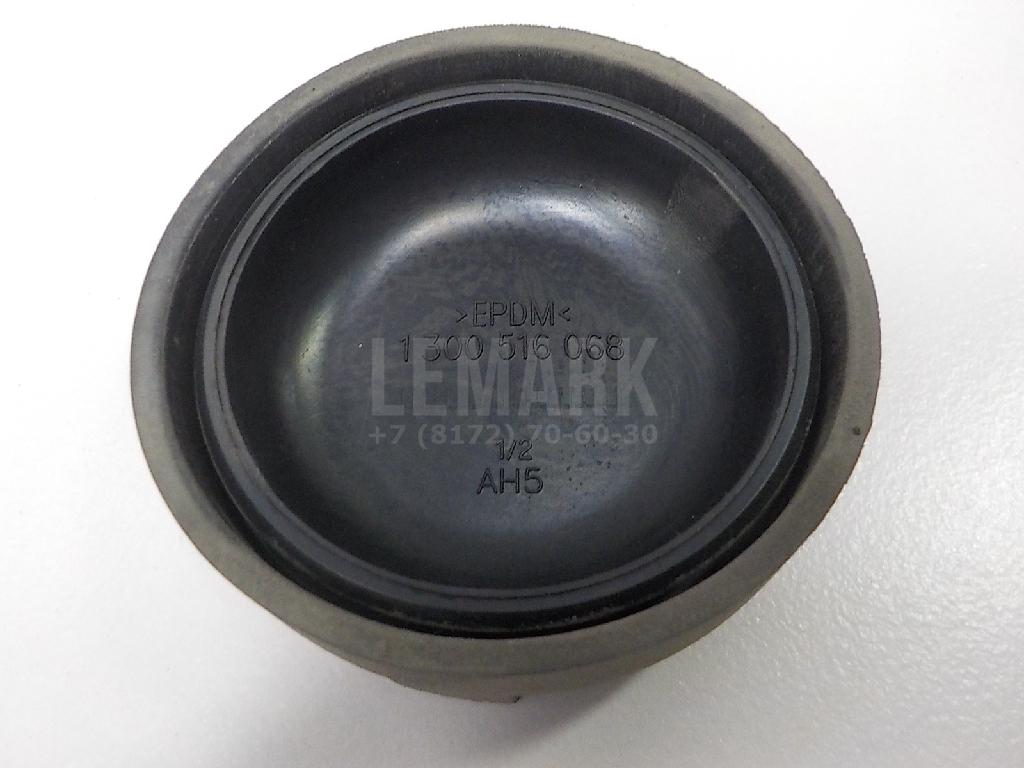 >EPDM<
1 300 516 068
LEMARK
+7 (8172) 70-60-30
1/2
AH5